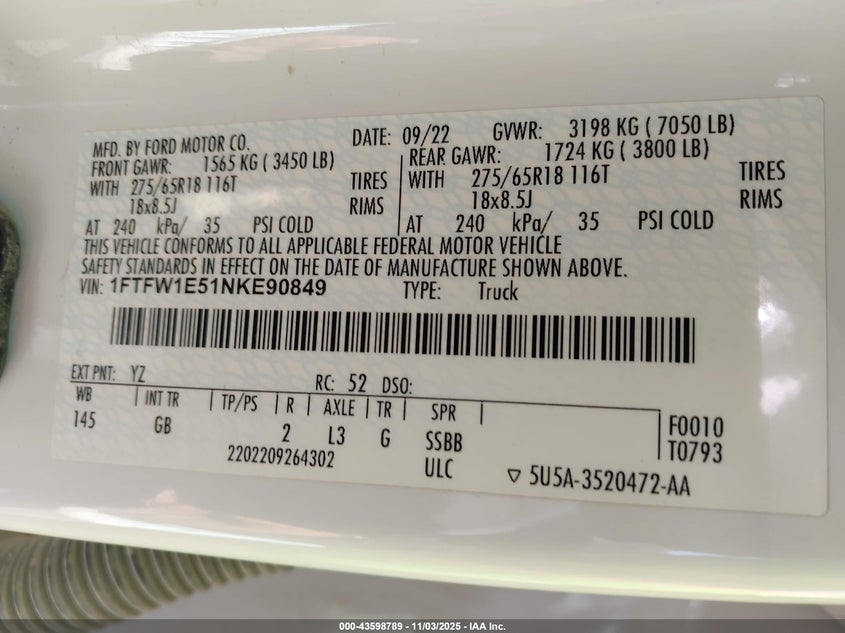 MFD. BY FORD MOTOR CO. DATE: 09/22 GVWR: 3198 KG ( 7050 LB)
FRONT GAWR: 1565 KG ( 3450 LB) REAR GAWR: 1724 KG ( 3800 LB)
WITH 275/65R18 116T TIRES WITH 275/65R18 116T TIRES
18x8.5J RIMS 18x8.5J RIMS
AT 240 kPa/ 35 PSI COLD AT 240 kPa/ 35 PSI COLD
THIS VEHICLE CONFORMS TO ALL APPLICABLE FEDERAL MOTOR VEHICLE
SAFETY STANDARDS IN EFFECT ON THE DATE OF MANUFACTURE SHOWN ABOVE.
VIN: 1FTFW1E51NKE90849 TYPE: Truck
EXT PNT: YZ RC: 52 DSO:
WB INT TR TP/PS R AXLE TR SPR F0010
145 GB 2 L3 G SSBB T0793
2202209264302 ULC 5U5A-3520472-AA
000-43598789 - 11/03/2025 - IAA Inc.